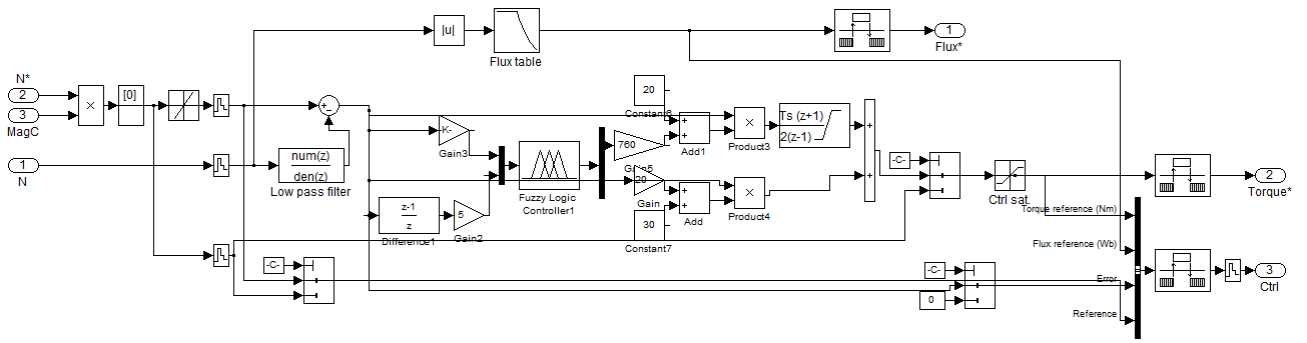 |u|
Flux table
1
Flux*
N*
2
3
MagC
×
[0]
+
−
20
Constant6
K-
Gain3
760
Gain5
+
+
Add1
×
Product3
Ts (z+1)
2(z-1)
+
+
1
N
num(z)
den(z)
Low pass filter
Fuzzy Logic
Controller1
20
Gain
+
+
Add
×
Product4
-C-
Ctrl sat.
2
Torque*
z-1
z
Difference1
5
Gain2
30
Constant7
Torque reference (Nm)
Flux reference (Wb)
-C-
-C-
0
Error
Reference
3
Ctrl